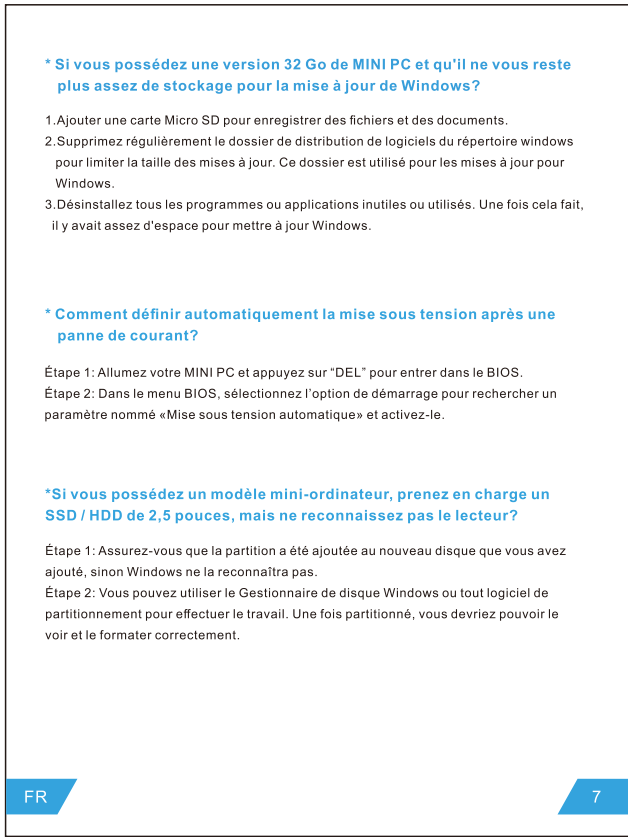 * Si vous possédez une version 32 Go de MINI PC et qu'il ne vous reste
plus assez de stockage pour la mise à jour de Windows?
1.Ajouter une carte Micro SD pour enregistrer des fichiers et des documents.
2.Supprimez régulièrement le dossier de distribution de logiciels du répertoire windows
pour limiter la taille des mises à jour. Ce dossier est utilisé pour les mises à jour pour
Windows.
3.Désinstallez tous les programmes ou applications inutiles ou utilisés. Une fois cela fait,
il y avait assez d'espace pour mettre à jour Windows.
* Comment définir automatiquement la mise sous tension après une
panne de courant?
Étape 1: Allumez votre MINI PC et appuyez sur “DEL” pour entrer dans le BIOS.
Étape 2: Dans le menu BIOS, sélectionnez l’option de démarrage pour rechercher un
paramètre nommé «Mise sous tension automatique» et activez-le.
*Si vous possédez un modèle mini-ordinateur, prenez en charge un
SSD / HDD de 2,5 pouces, mais ne reconnaissez pas le lecteur?
Étape 1: Assurez-vous que la partition a été ajoutée au nouveau disque que vous avez
ajouté, sinon Windows ne la reconnaîtra pas.
Étape 2: Vous pouvez utiliser le Gestionnaire de disque Windows ou tout logiciel de
partitionnement pour effectuer le travail. Une fois partitionné, vous devriez pouvoir le
voir et le formater correctement.
FR
7